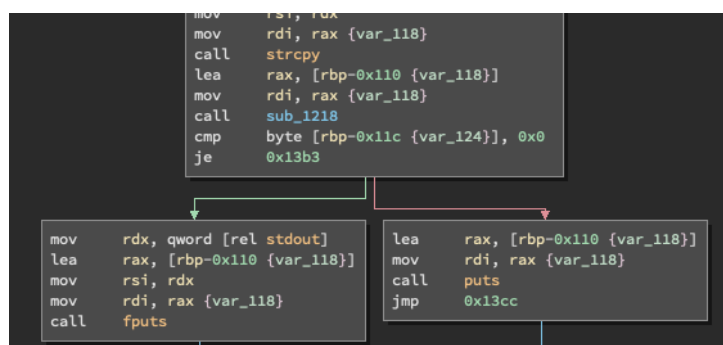 mov rsi, rdx
mov rdi, rax {var_118}
call strcpy
lea rax, [rbp-0x110 {var_118}]
mov rdi, rax {var_118}
call sub_1218
cmp byte [rbp-0x11c {var_124}], 0x0
je 0x13b3
mov rdx, qword [rel stdout]
lea rax, [rbp-0x110 {var_118}]
mov rsi, rdx
mov rdi, rax {var_118}
call fputs
lea rax, [rbp-0x110 {var_118}]
mov rdi, rax {var_118}
call puts
jmp 0x13cc